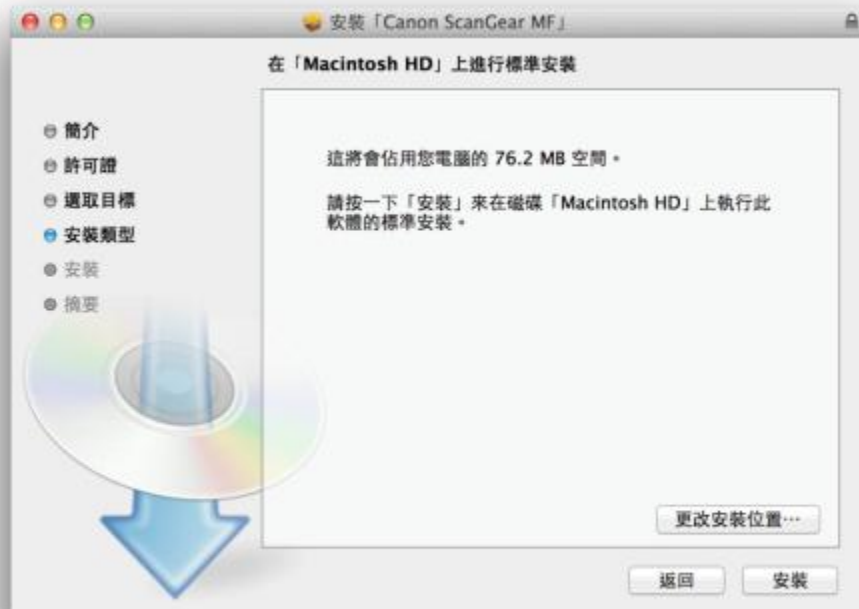 安裝「Canon ScanGear MF」
在「Macintosh HD」上進行標準安裝
簡介
許可證
選取目標
安裝類型
安裝
摘要
這將會佔用您電腦的 76.2 MB 空間。
請按一下「安裝」來在磁碟「Macintosh HD」上執行此
軟體的標準安裝。
更改安裝位置⋯
返回
安裝